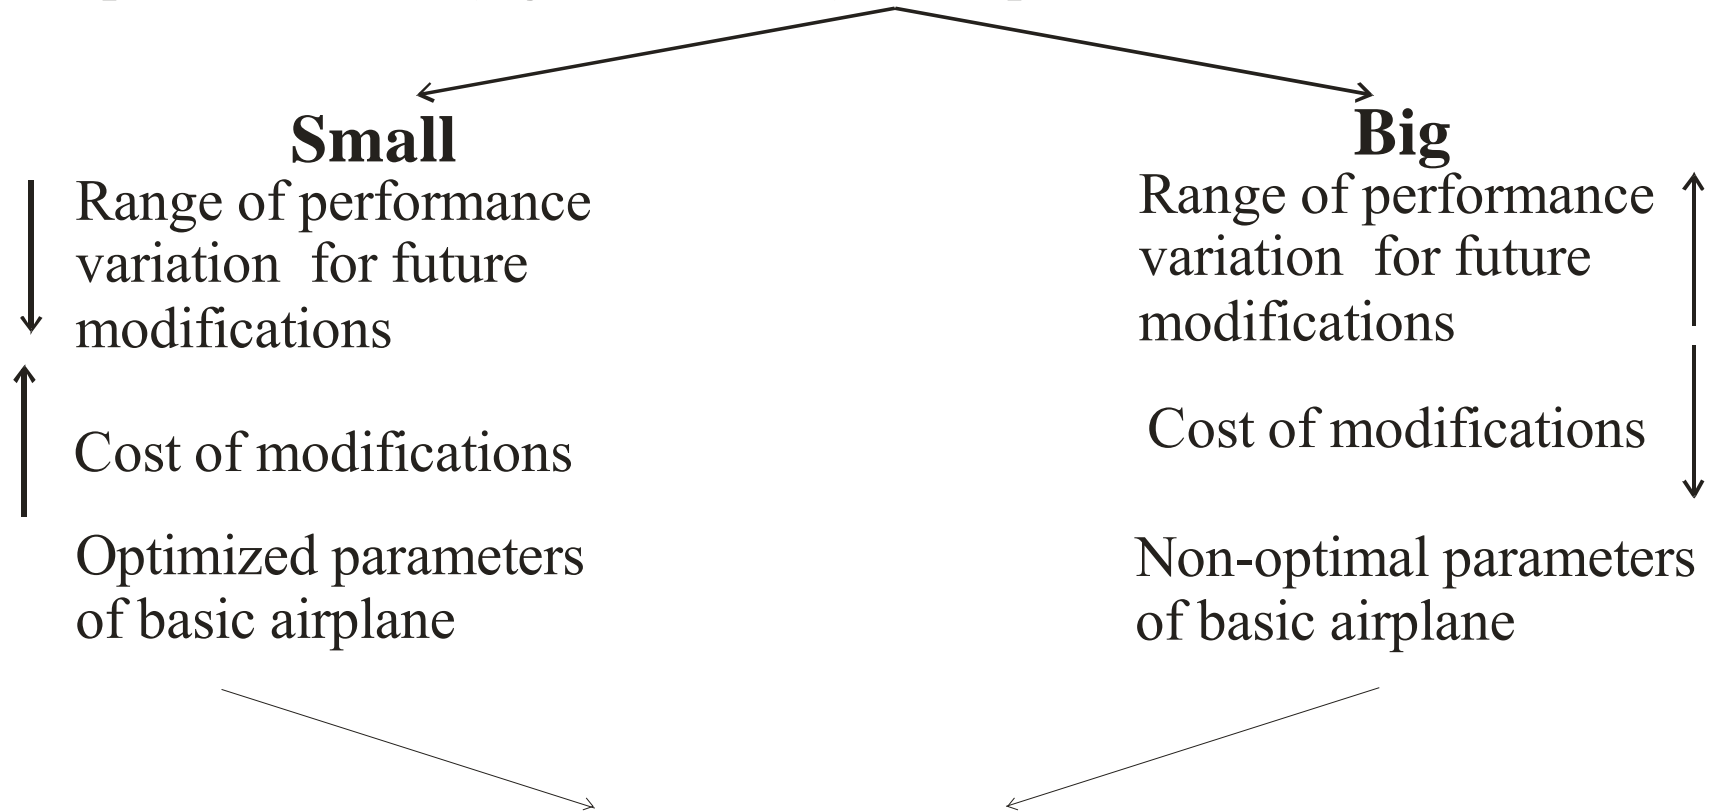 Small
Range of performance
variation for future
modifications
Cost of modifications
Optimized parameters
of basic airplane
Big
Range of performance
variation for future
modifications
Cost of modifications
Non-optimal parameters
of basic airplane